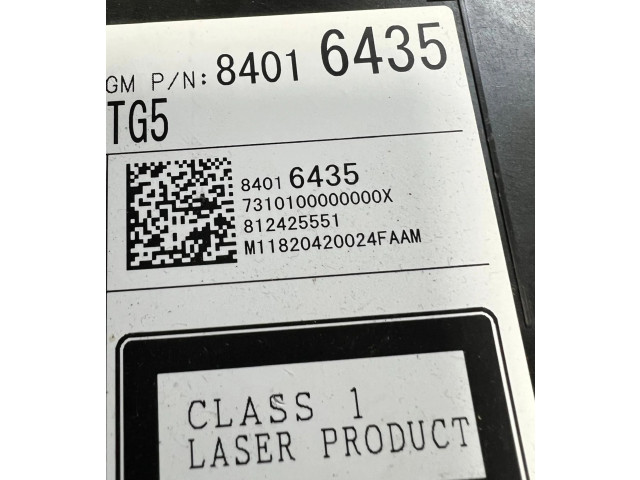 GM P/N: 8401 6435
TG5
8401 6435
7310100000000X
812425551
M11820420024FAAM
CLASS 1
LASER PRODUCT